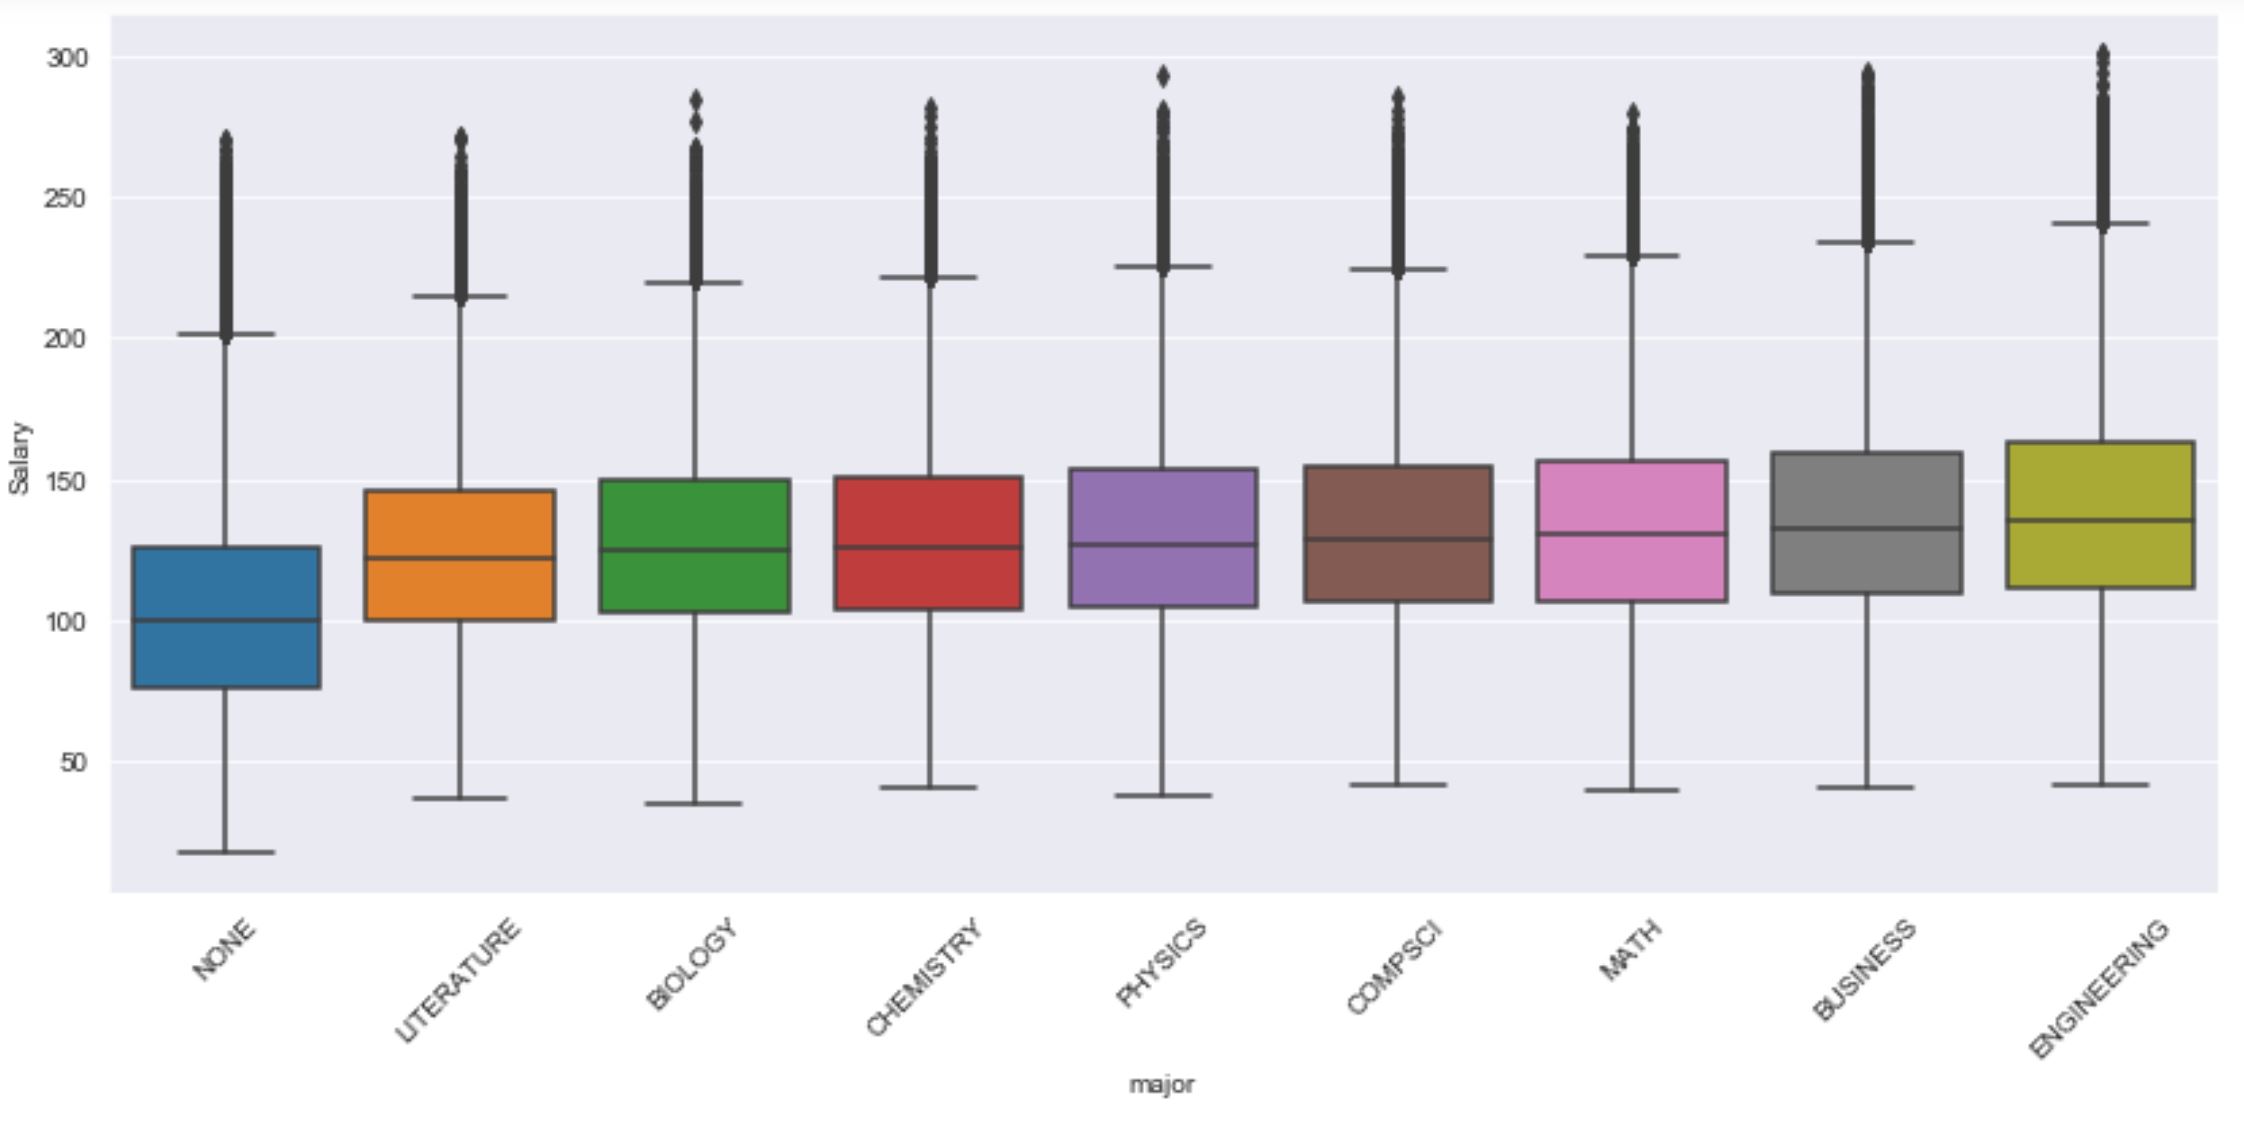 300
250
200
150
100
50
Salary
NONE
LITERATURE
BIOLOGY
CHEMISTRY
PHYSICS
COMPSCI
MATH
BUSINESS
ENGINEERING
major